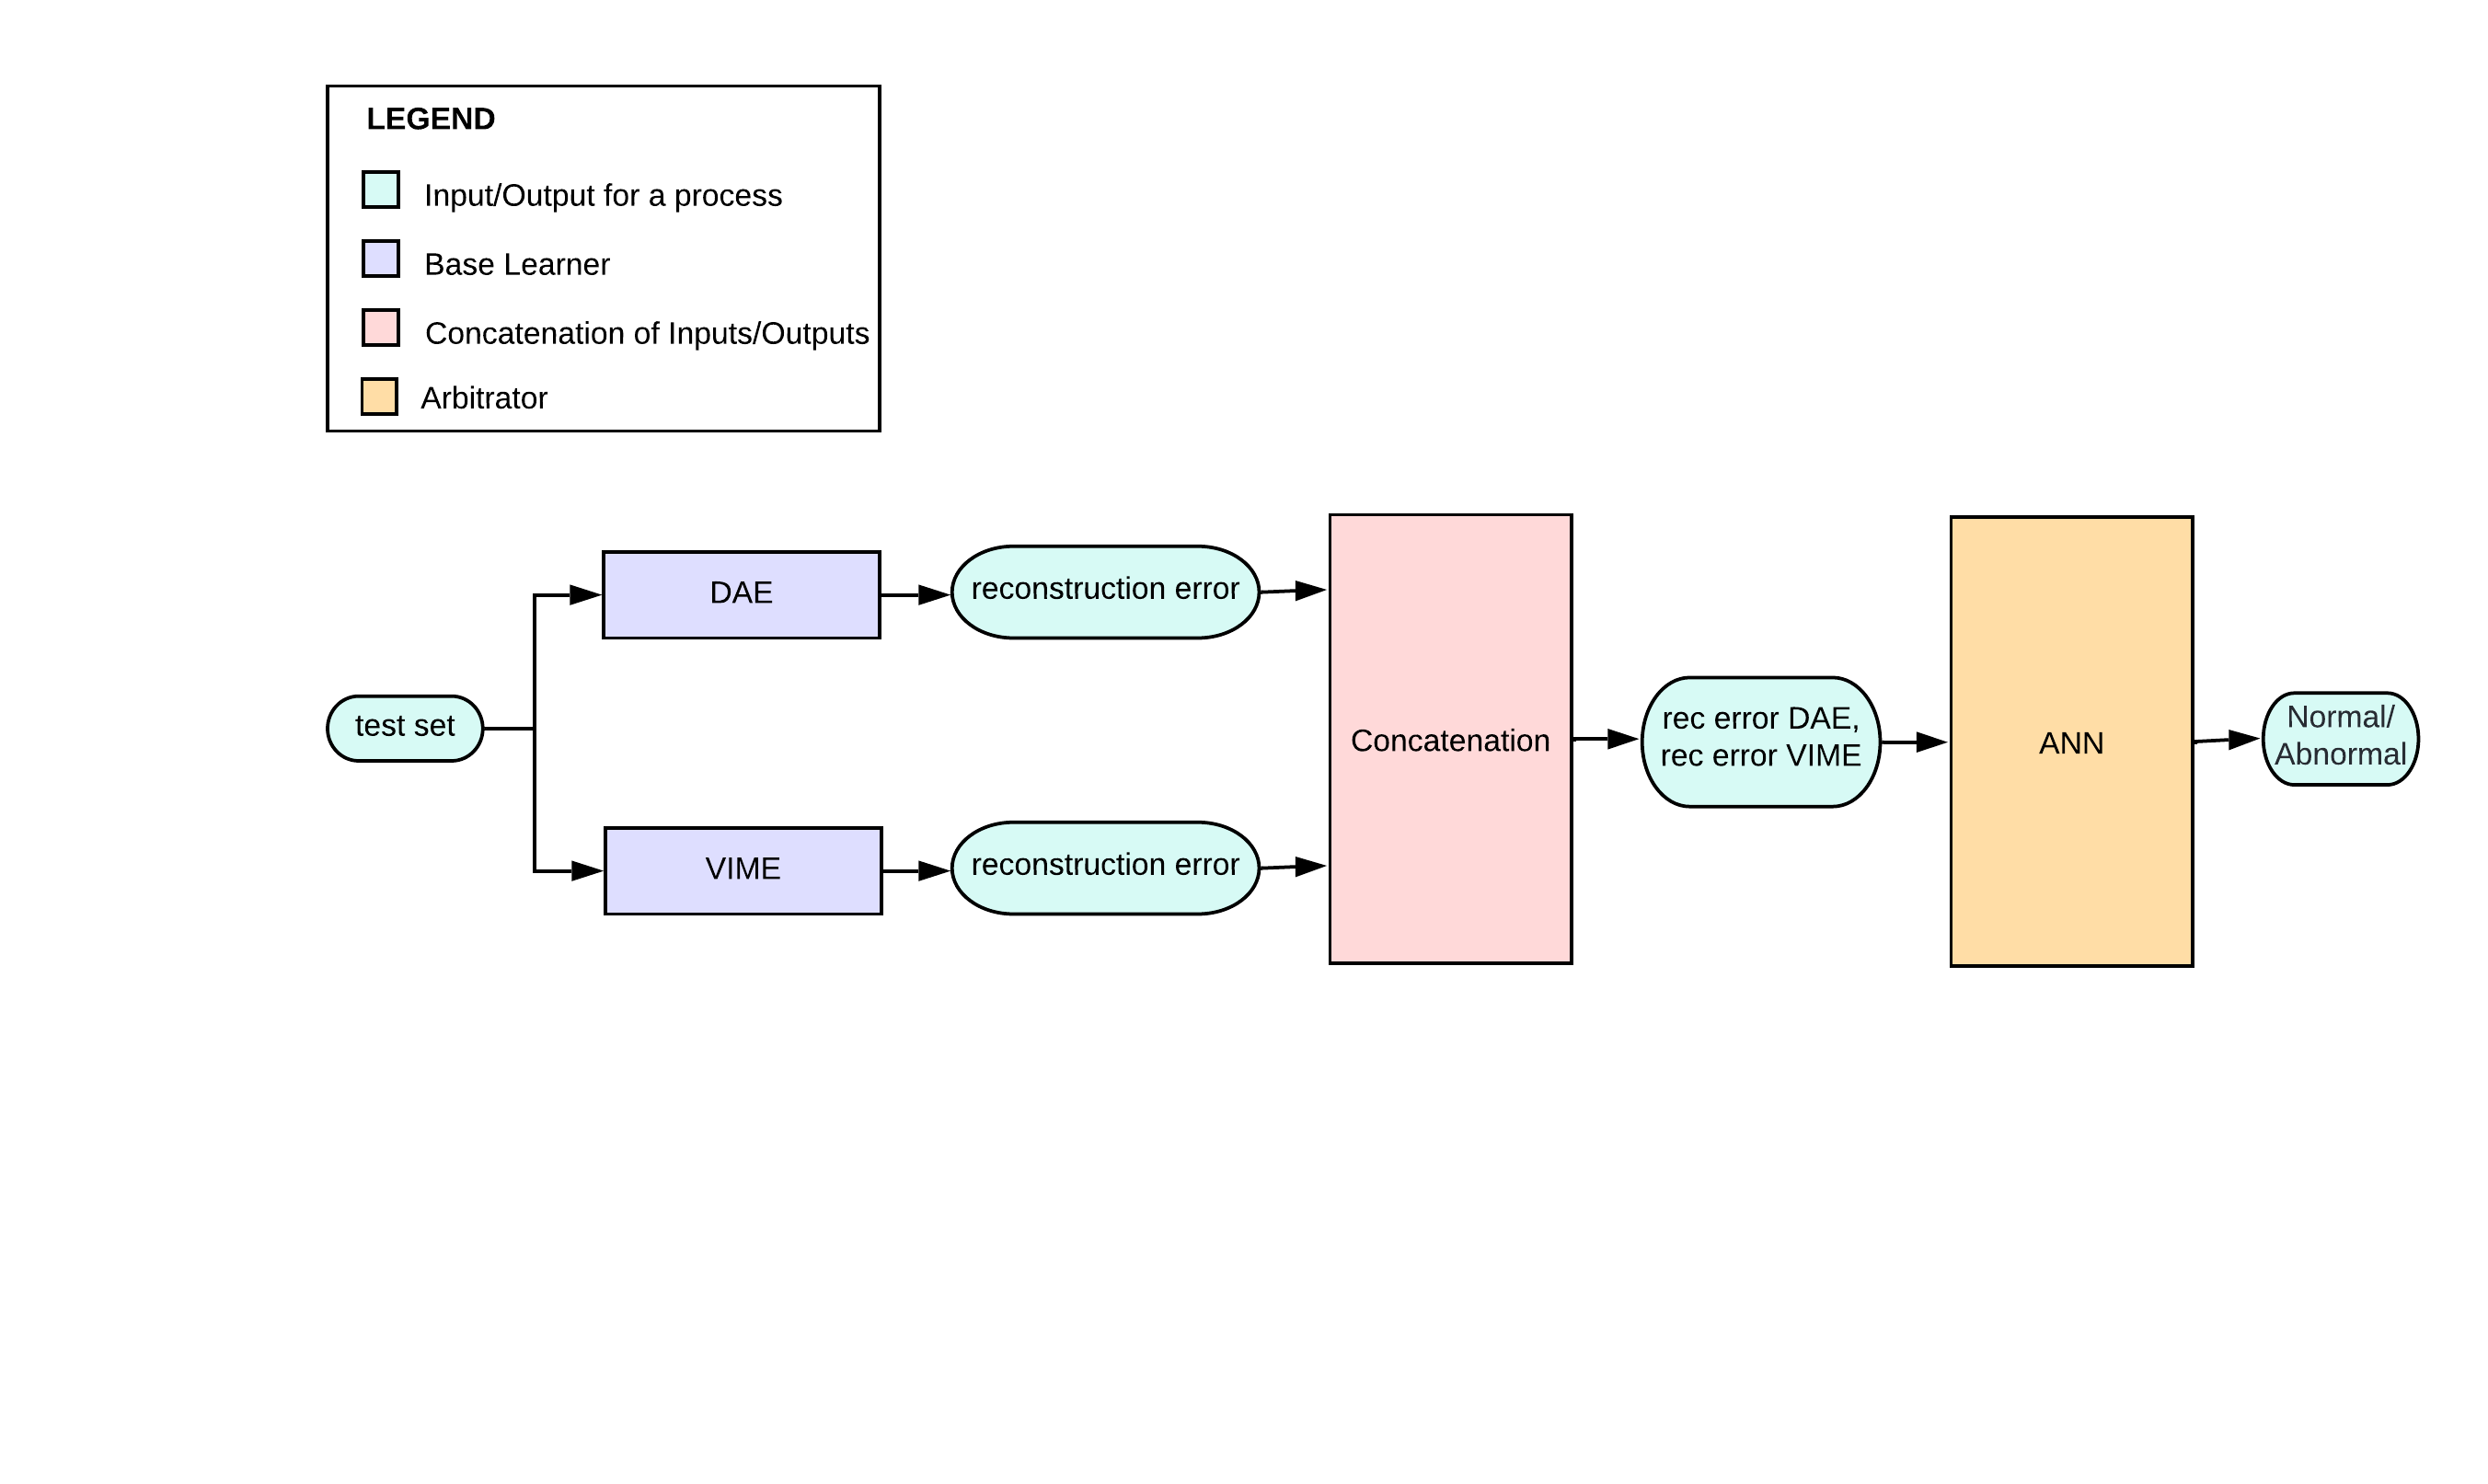 LEGEND
Input/Output for a process
Base Learner
Concatenation of Inputs/Outputs
Arbitrator
test set
DAE
reconstruction error
VIME
reconstruction error
Concatenation
rec error DAE,
rec error VIME
ANN
Normal/
Abnormal